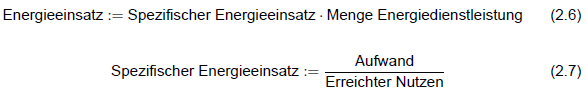 Energieeinsatz := Spezifischer Energieeinsatz · Menge Energiedienstleistung (2.6)
Spezifischer Energieeinsatz := Aufwand / Erreichter Nutzen (2.7)